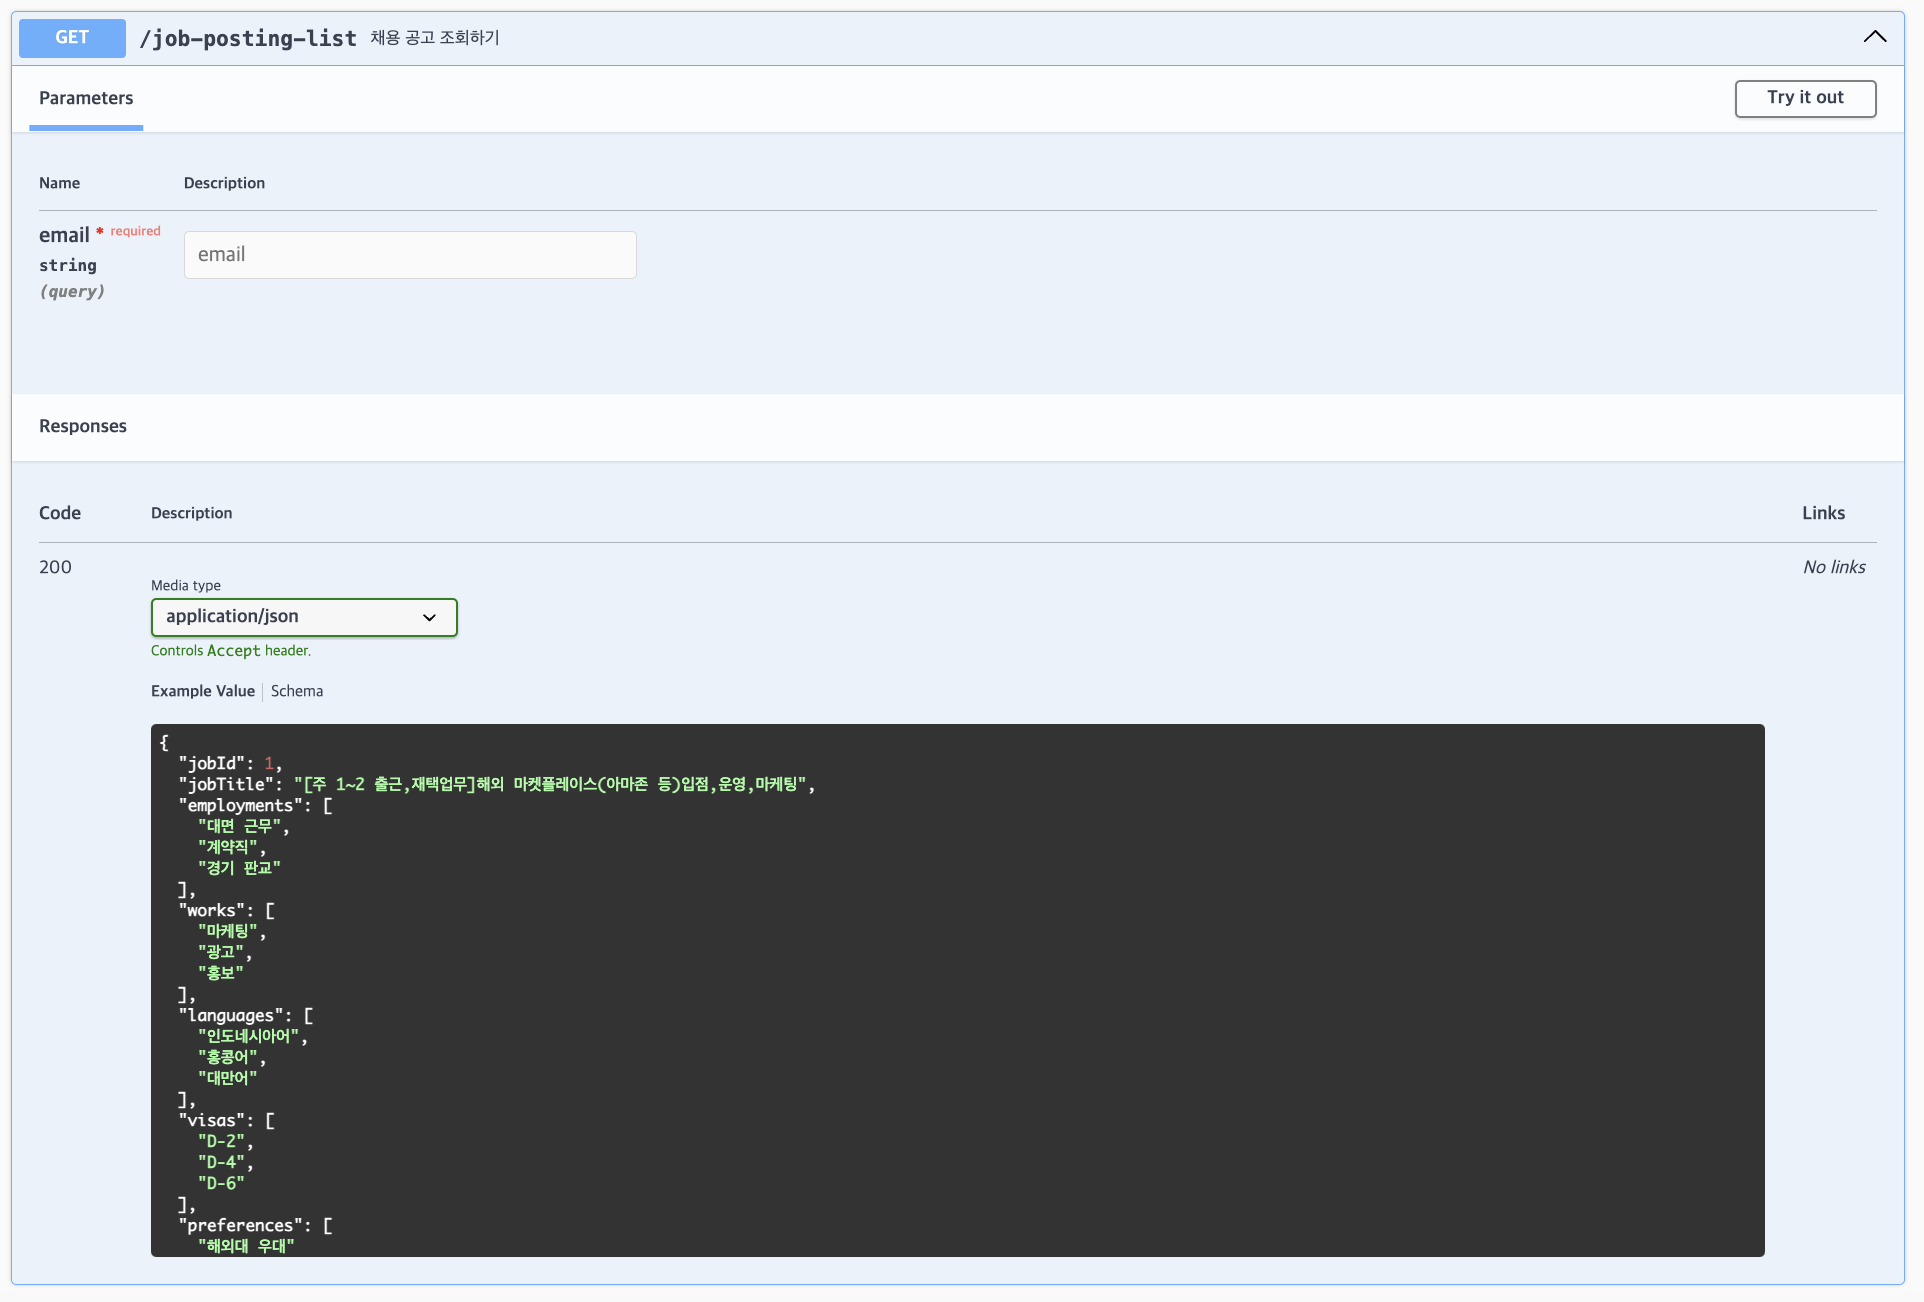 GET /job-posting-list 채용 공고 조회하기
Parameters
Try it out
Name Description
email * required
string
(query)
email
Responses
Code Description Links
200
No links
Media type
application/json
Controls Accept header.
Example Value Schema
{
"jobId": 1,
"jobTitle": "[주 1~2 출근,재택업무]해외 마켓플레이스(아마존 등)입점,운영,마케팅",
"employments": [
"대면 근무",
"계약직",
"경기 판교"
],
"works": [
"마케팅",
"광고",
"홍보"
],
"languages": [
"인도네시아어",
"홍콩어",
"대만어"
],
"visas": [
"D-2",
"D-4",
"D-6"
],
"preferences": [
"해외대 우대"